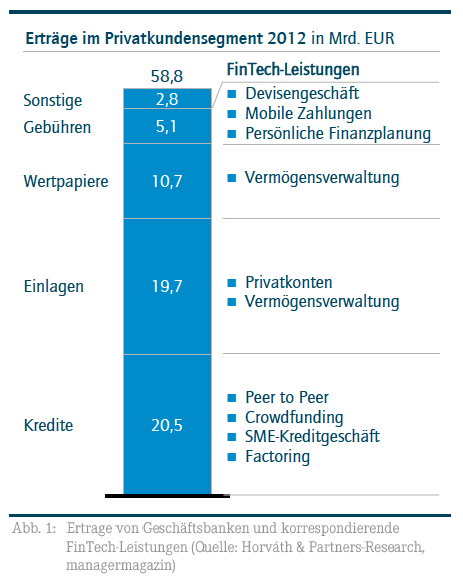 Erträge im Privatkundensegment 2012 in Mrd. EUR
58,8
FinTech-Leistungen
Sonstige 2,8
Gebühren 5,1
■ Devisengeschäft
■ Mobile Zahlungen
■ Persönliche Finanzplanung
Wertpapiere 10,7
■ Vermögensverwaltung
Einlagen 19,7
■ Privatkonten
■ Vermögensverwaltung
Kredite 20,5
■ Peer to Peer
■ Crowdfunding
■ SME-Kreditgeschäft
■ Factoring
Abb. 1: Ertrage von Geschäftsbanken und korrespondierende
FinTech-Leistungen (Quelle: Horváth & Partners-Research,
managermagazin)